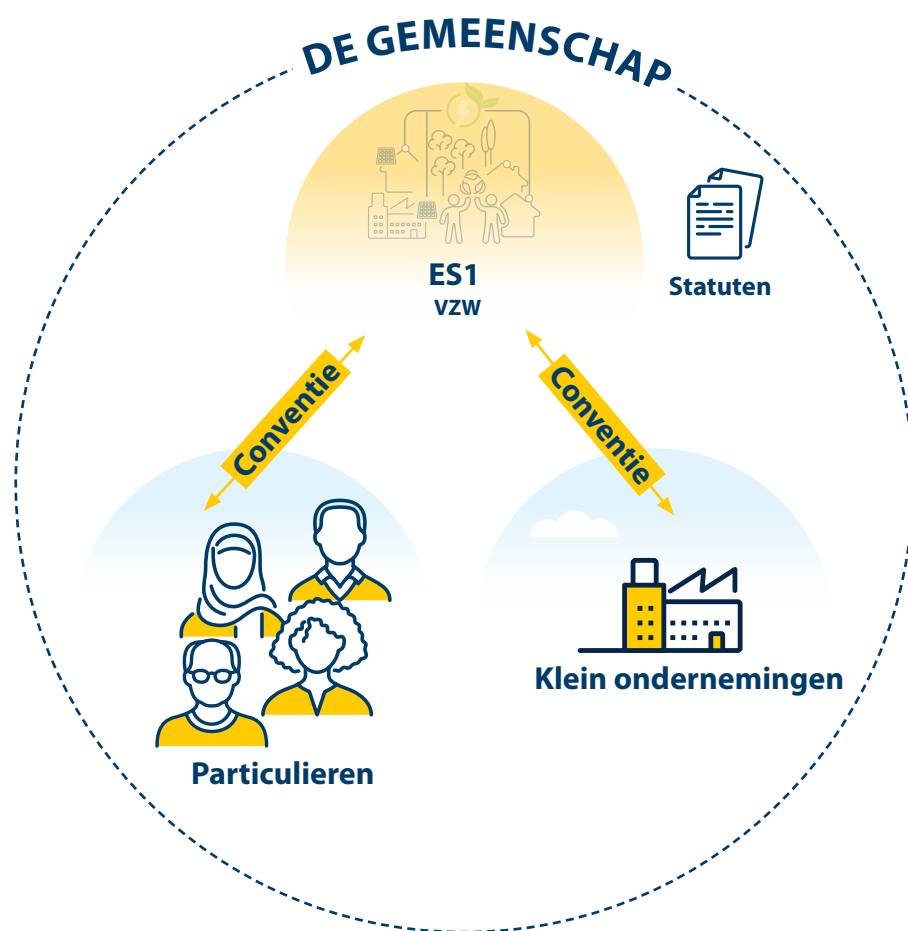 DE GEMEENSCHAP
ES1
VZW
Statuten
Conventie
Conventie
Klein ondernemingen
Particulieren